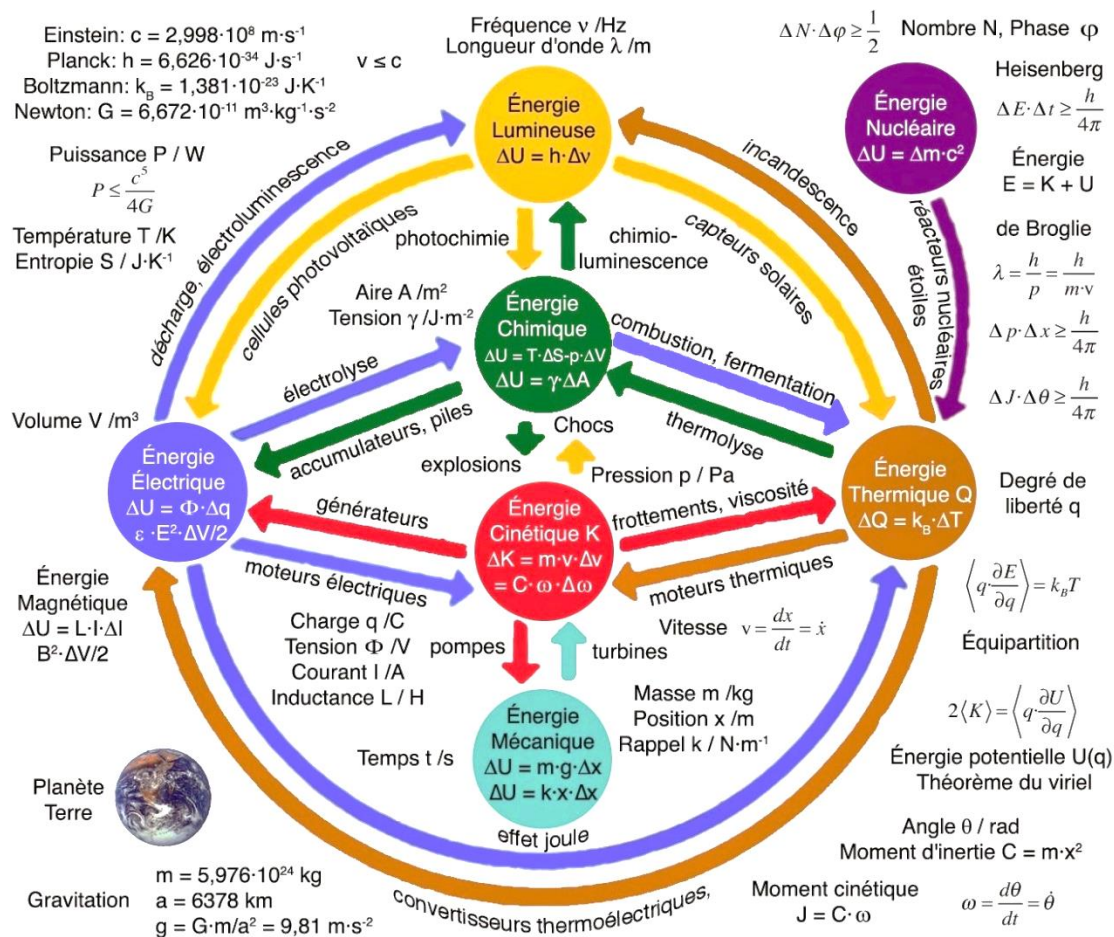 Einstein: c = 2,998·10⁸ m·s⁻¹
Planck: h = 6,626·10⁻³⁴ J·s⁻¹
Boltzmann: k_B = 1,381·10⁻²³ J·K⁻¹
Newton: G = 6,672·10⁻¹¹ m³·kg⁻¹·s⁻²
v ≤ c
Fréquence ν /Hz
Longueur d'onde λ /m
ΔN·Δφ ≥ 1/2
Nombre N, Phase φ
Heisenberg
ΔE·Δt ≥ h/4π
Énergie
Lumineuse
ΔU = h·Δν
Énergie
Nucléaire
ΔU = Δm·c²
Énergie
E = K + U
Puissance P / W
P ≤ c⁵/4G
Température T /K
Entropie S / J·K⁻¹
décharge, électroluminescence
cellules photovoltaïques
photochimie
chimio-
luminescence
capteurs solaires
incandescence
réacteurs nucléaires
étoiles
de Broglie
λ = h/p = h/m·v
Δp·Δx ≥ h/4π
ΔJ·Δθ ≥ h/4π
Aire A /m²
Tension γ /J·m⁻²
Énergie
Chimique
ΔU = T·ΔS-p·ΔV
ΔU = γ·ΔA
électrolyse
combustion, fermentation
accumulateurs, piles
thermolyse
Volume V /m³
explosions
Chocs
Pression p / Pa
Énergie
Électrique
ΔU = Φ·Δq
ε·E²·ΔV/2
Énergie
Thermique Q
ΔQ = k_B·ΔT
Degré de
liberté q
générateurs
frottements, viscosité
Énergie
Cinétique K
ΔK = m·v·Δv
= C·ω·Δω
moteurs électriques
moteurs thermiques
Énergie
Magnétique
ΔU = L·I·ΔI
B²·ΔV/2
Charge q /C
Tension Φ /V
Courant I /A
Inductance L / H
pompes
turbines
Vitesse v = dx/dt = ẋ
⟨q·∂E/∂q⟩ = k_B T
Équipartition
2⟨K⟩ = ⟨q·∂U/∂q⟩
Énergie potentielle U(q)
Théorème du viriel
Masse m /kg
Position x /m
Rappel k / N·m⁻¹
Temps t /s
Énergie
Mécanique
ΔU = m·g·Δx
ΔU = k·x·Δx
effet joule
convertisseurs thermoélectriques,
Planète
Terre
Gravitation
m = 5,976·10²⁴ kg
a = 6378 km
g = G·m/a² = 9,81 m·s⁻²
Angle θ / rad
Moment d'inertie C = m·x²
Moment cinétique
J = C·ω
ω = dθ/dt = θ̇